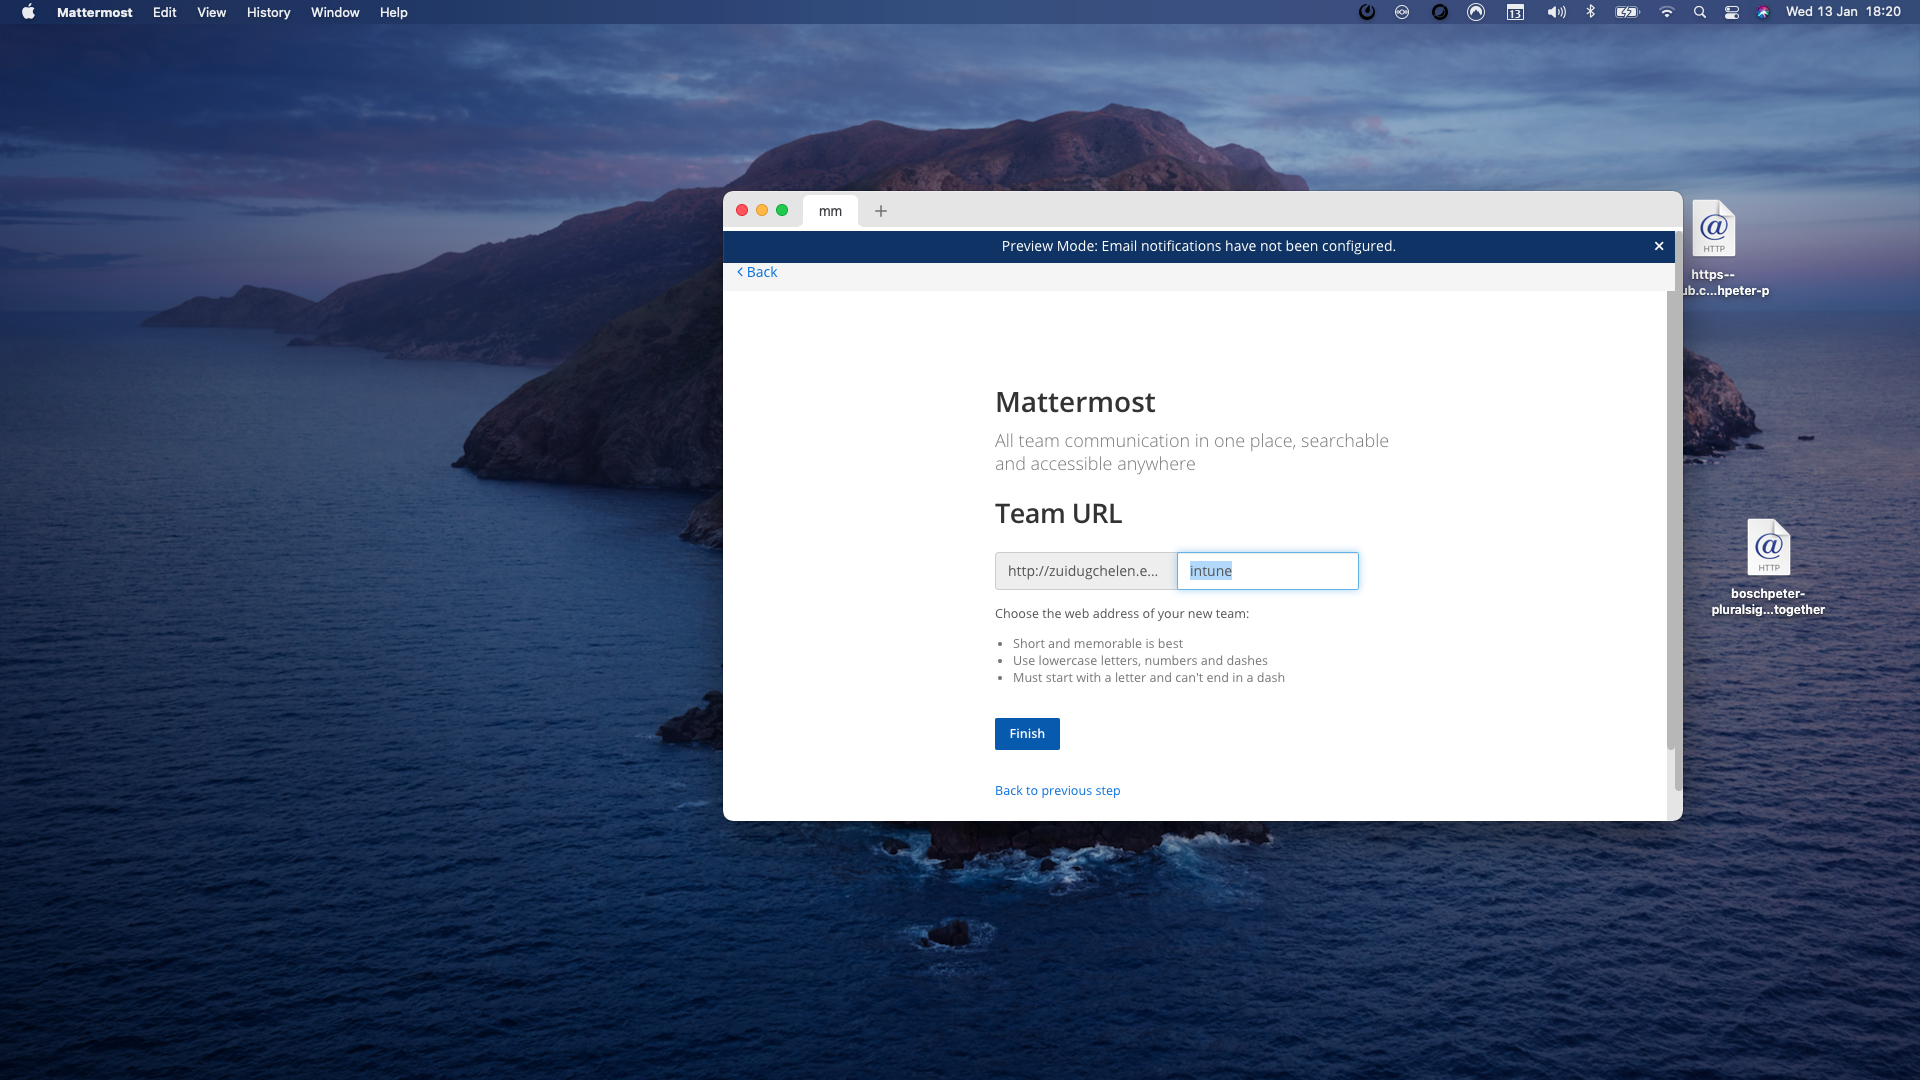 Mattermost Edit View History Window Help
13 Wed 13 Jan 18:20
mm
Preview Mode: Email notifications have not been configured.
Back
Mattermost
All team communication in one place, searchable
and accessible anywhere
Team URL
http://zuidugchelen.e... intune
Choose the web address of your new team:
Short and memorable is best
Use lowercase letters, numbers and dashes
Must start with a letter and can't end in a dash
Finish
Back to previous step
HTTP
https--
ub.c...hpeter-p
HTTP
boschpeter-
pluralsig...together